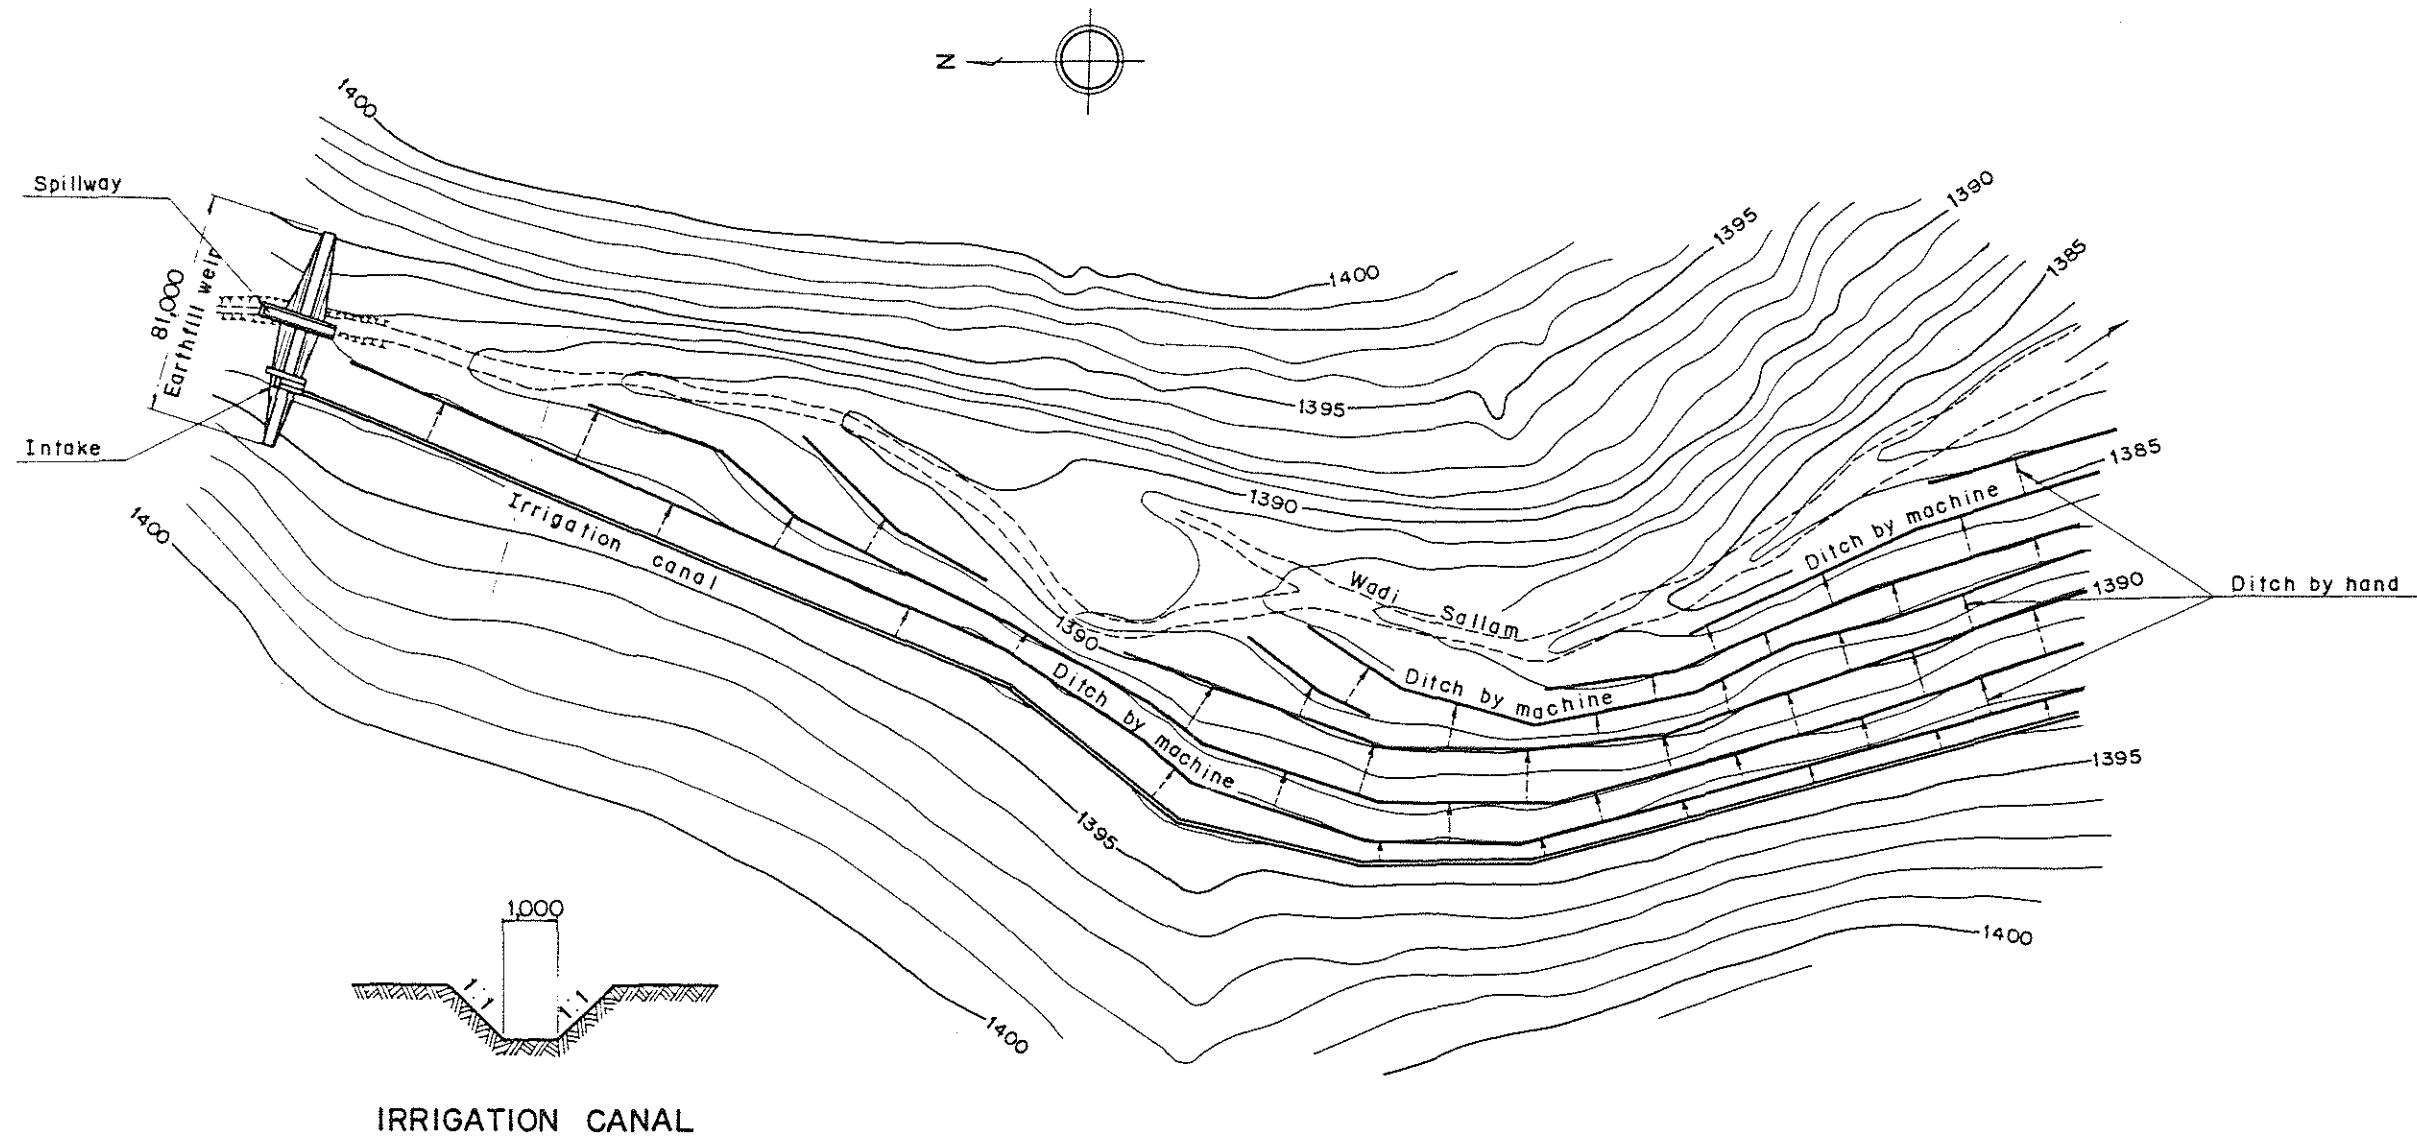 N
1400
Spillway
1390
1395
1385
1400
81,000
Earthfill weir
1395
Intake
1385
1390
Ditch by machine
1400
Irrigation canal
Wadi Sallam
1390
Ditch by hand
1390
Ditch by machine
Ditch by machine
1395
1395
1,000
1:1
1:1
1400
1400
IRRIGATION CANAL